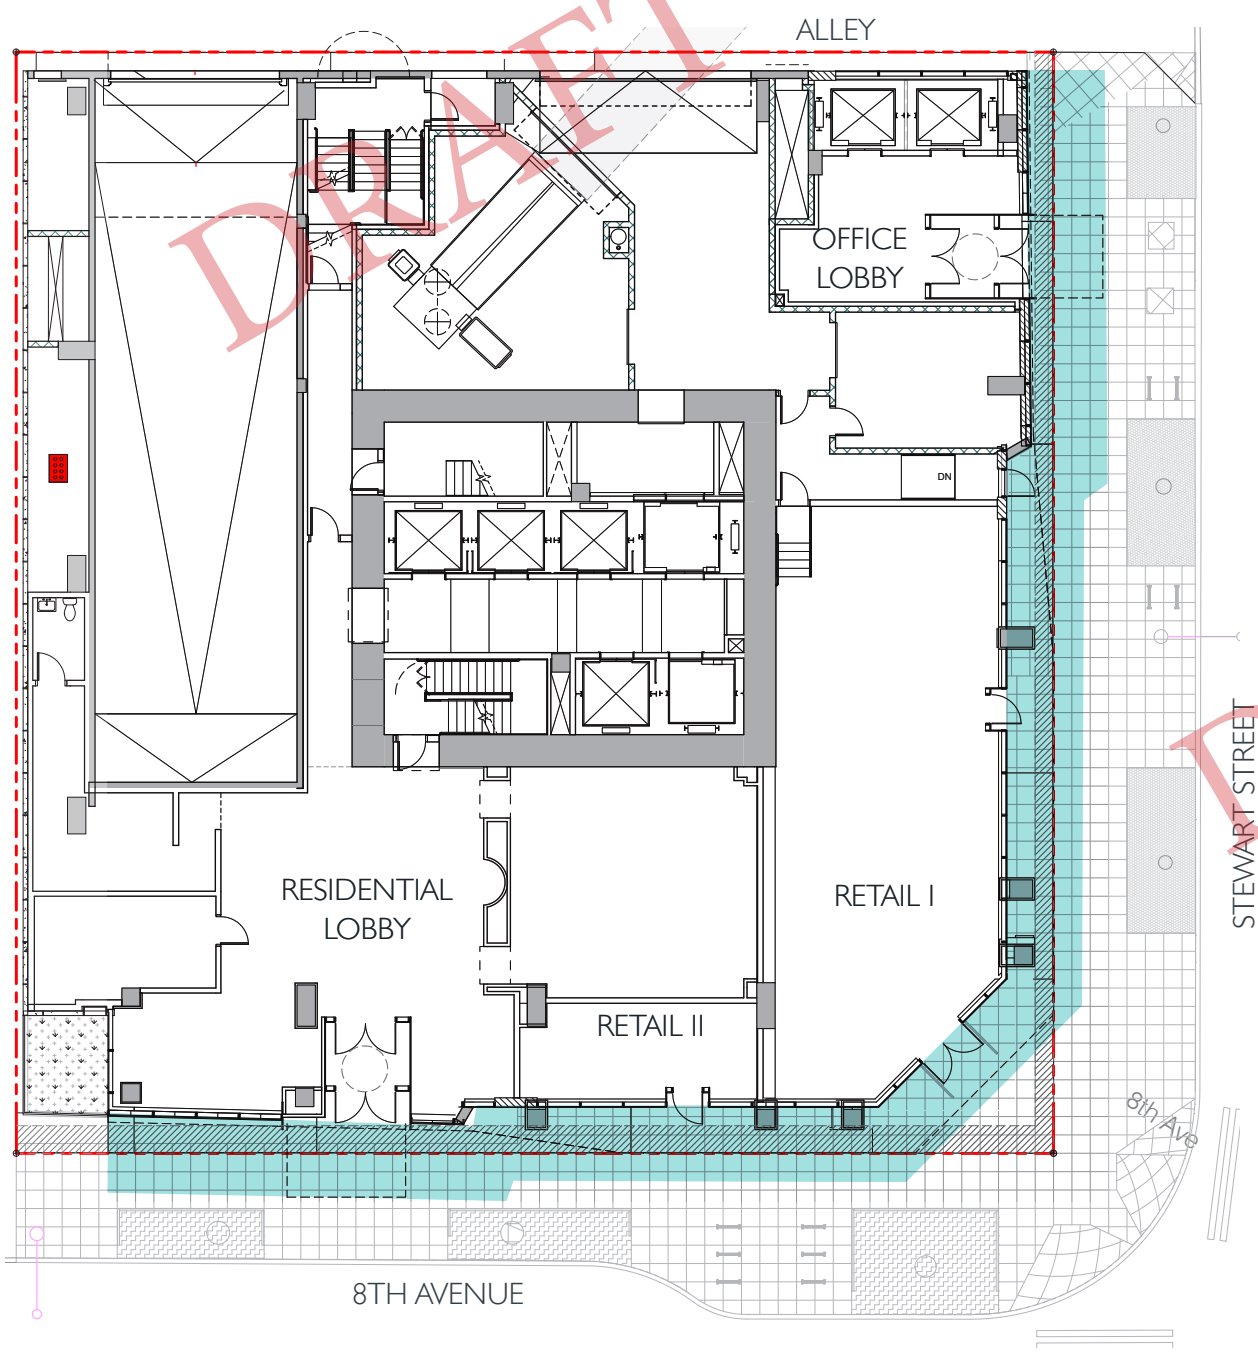 ALLEY
DRAFT
OFFICE
LOBBY
DN
STEWART STREET
D
RESIDENTIAL
LOBBY
RETAIL I
RETAIL II
8th Ave
8TH AVENUE